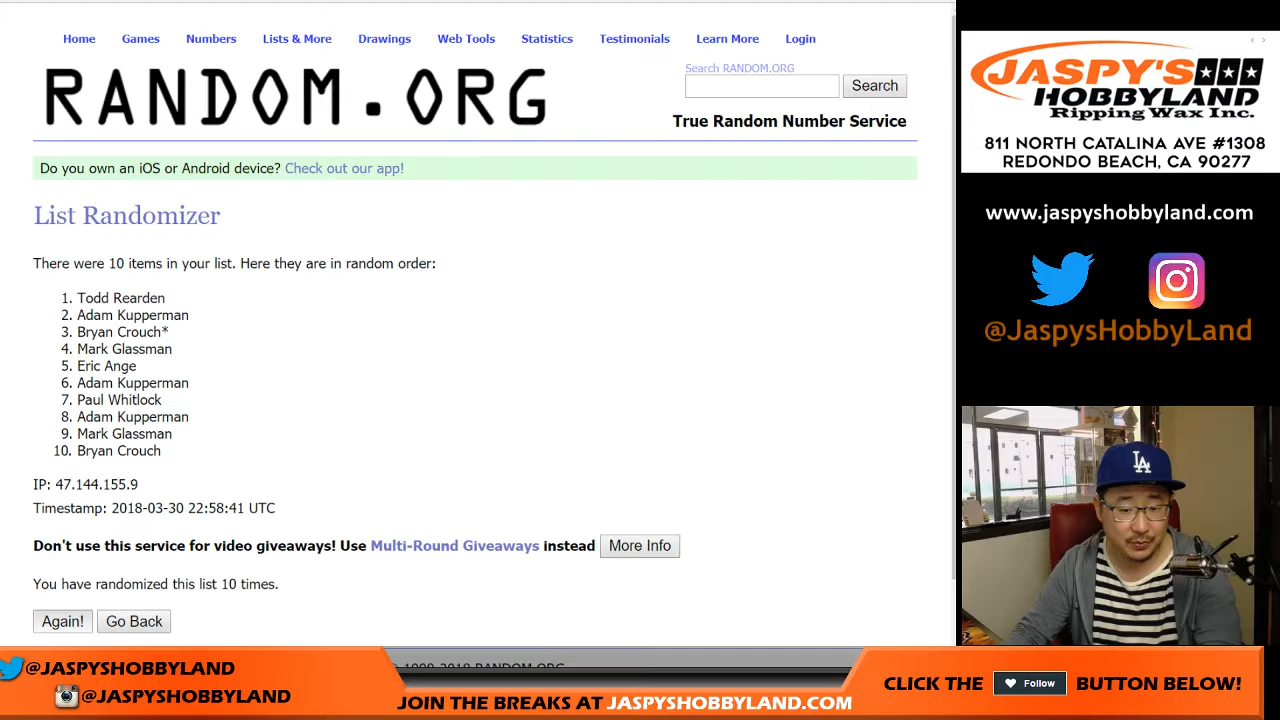 Home Games Numbers Lists & More Drawings Web Tools Statistics Testimonials Learn More Login
RANDOM.ORG
Search RANDOM.ORG
Search
True Random Number Service
Do you own an iOS or Android device? Check out our app!
List Randomizer
There were 10 items in your list. Here they are in random order:
1. Todd Rearden
2. Adam Kupperman
3. Bryan Crouch*
4. Mark Glassman
5. Eric Ange
6. Adam Kupperman
7. Paul Whitlock
8. Adam Kupperman
9. Mark Glassman
10. Bryan Crouch
IP: 47.144.155.9
Timestamp: 2018-03-30 22:58:41 UTC
Don't use this service for video giveaways! Use Multi-Round Giveaways instead More Info
You have randomized this list 10 times.
Again! Go Back
© 1998-2018 RANDOM.ORG
JASPY'S
HOBBYLAND
Ripping Wax Inc.
811 NORTH CATALINA AVE #1308
REDONDO BEACH, CA 90277
www.jaspyshobbyland.com
@JaspysHobbyLand
LA
@JASPYSHOBBYLAND
@JASPYSHOBBYLAND
JOIN THE BREAKS AT JASPYSHOBBYLAND.COM
CLICK THE Follow BUTTON BELOW!